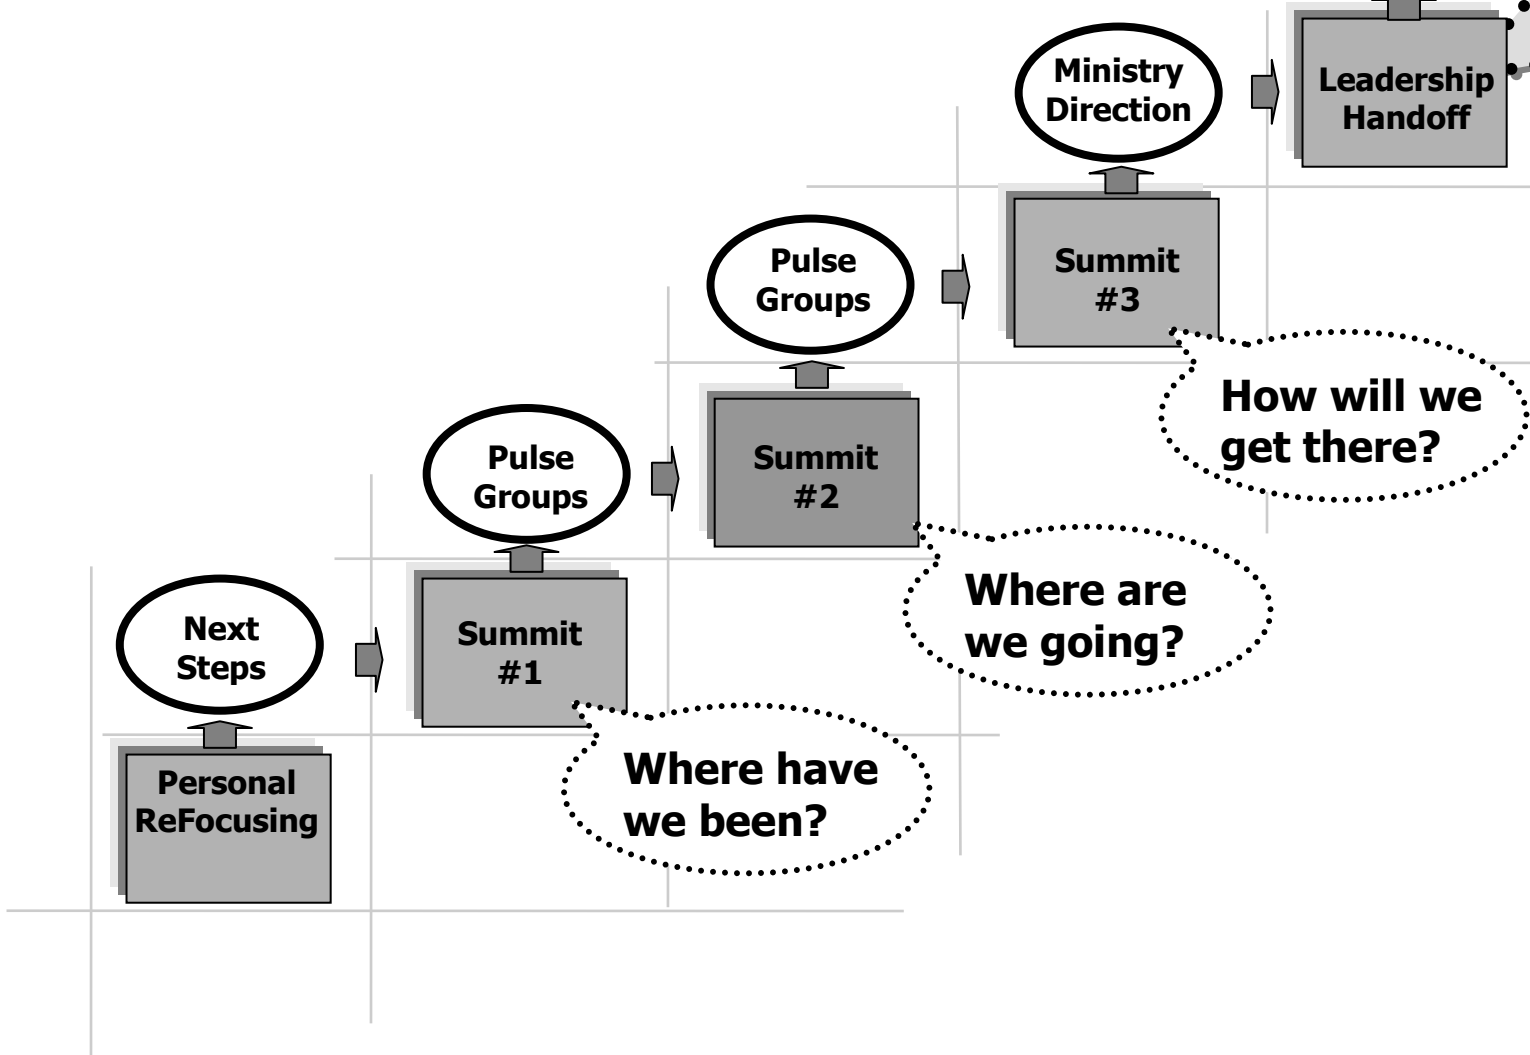 Ministry
Direction
Leadership
Handoff
Pulse
Groups
Summit
#3
How will we
get there?
Pulse
Groups
Summit
#2
Where are
we going?
Next
Steps
Summit
#1
Where have
we been?
Personal
ReFocusing